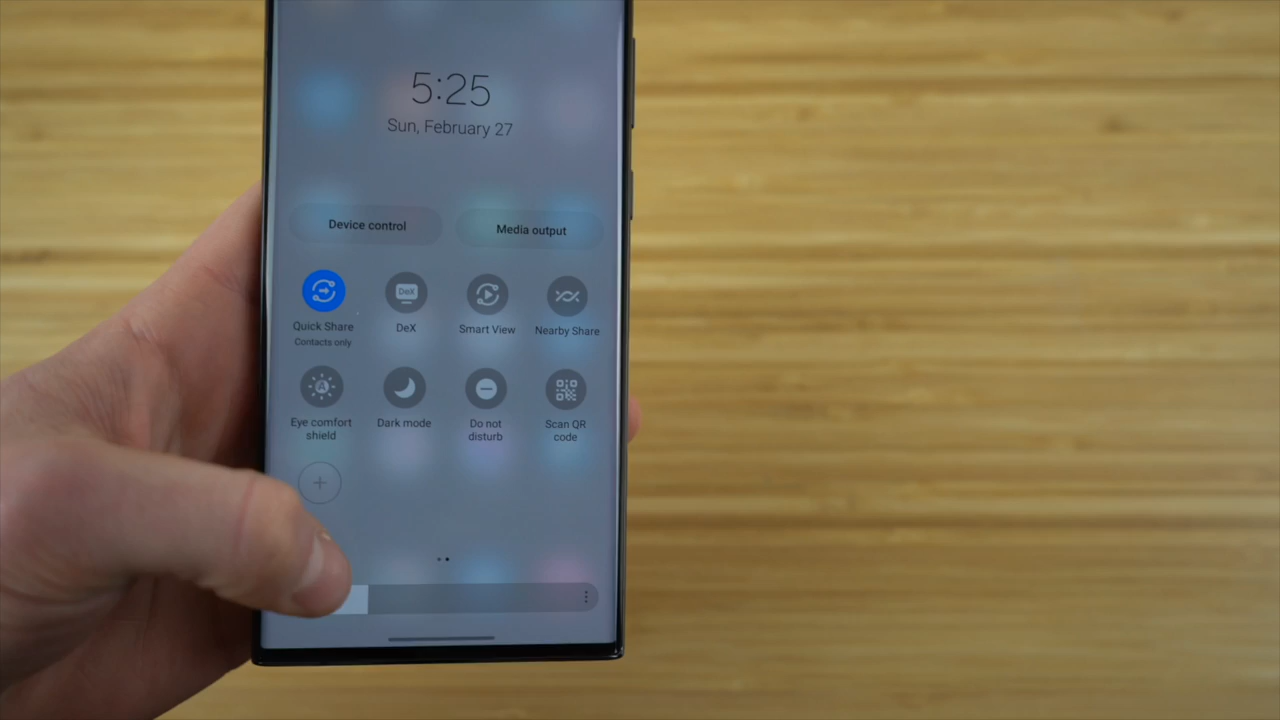 5:25
Sun, February 27
Device control
Media output
Quick Share
Contacts only
DeX
DeX
Smart View
Nearby Share
A
Eye comfort
shield
Dark mode
Do not
disturb
Scan QR
code